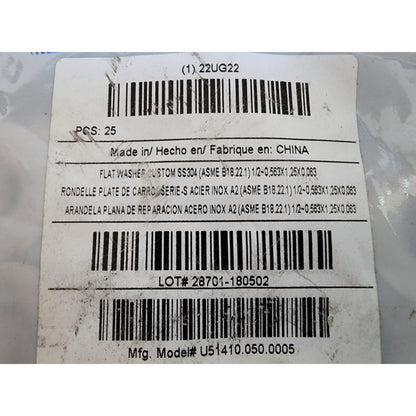 (1) 22UG22
PCS: 25
Made in/ Hecho en/ Fabrique en: CHINA
FLAT WASHER CUSTOM SS304 (ASME B18.22.1) 1/2-0,563X1,25X0,063
RONDELLE PLATE DE CARROSSERIE-S ACIER INOX A2 (ASME B18.22.1) 1/2-0,563X1,25X0,063
ARANDELA PLANA DE REPARACION ACERO INOX A2 (ASME B18.22.1) 1/2-0,563X1,25X0,063
LOT# 28701-180502
Mfg. Model# U51410.050.0005